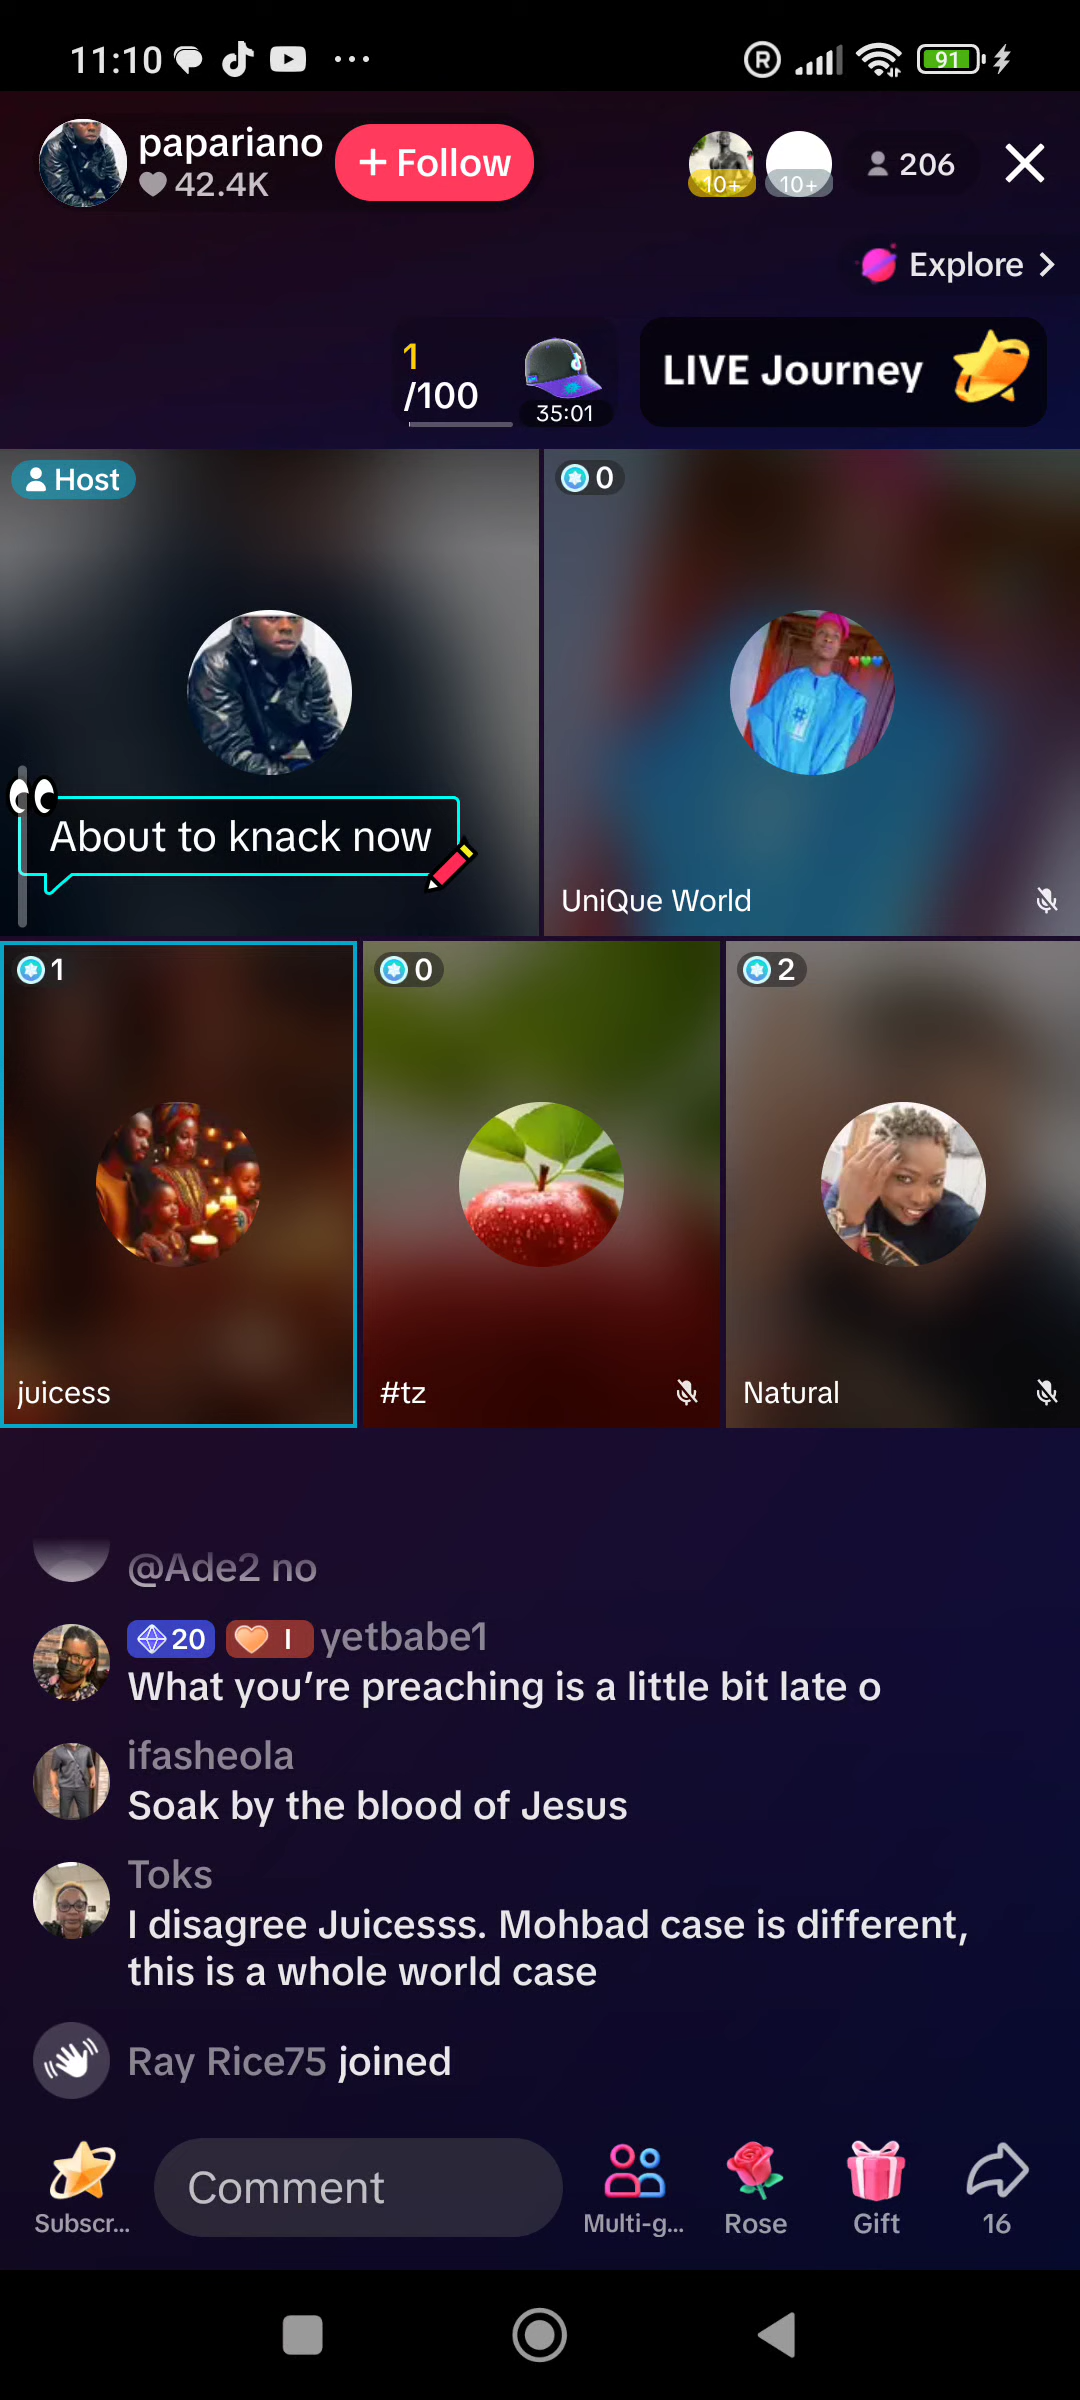 11:10
R
91
papariano
42.4K
+ Follow
10+
10+
206
Explore
1
/100
35:01
LIVE Journey
Host
0
About to knack now
UniQue World
1
0
2
juicess
#tz
Natural
@Ade2 no
20 I yetbabe1
What you’re preaching is a little bit late o
ifasheola
Soak by the blood of Jesus
Toks
I disagree Juicesss. Mohbad case is different,
this is a whole world case
Ray Rice75 joined
Comment
Subscr...
Multi-g...
Rose
Gift
16